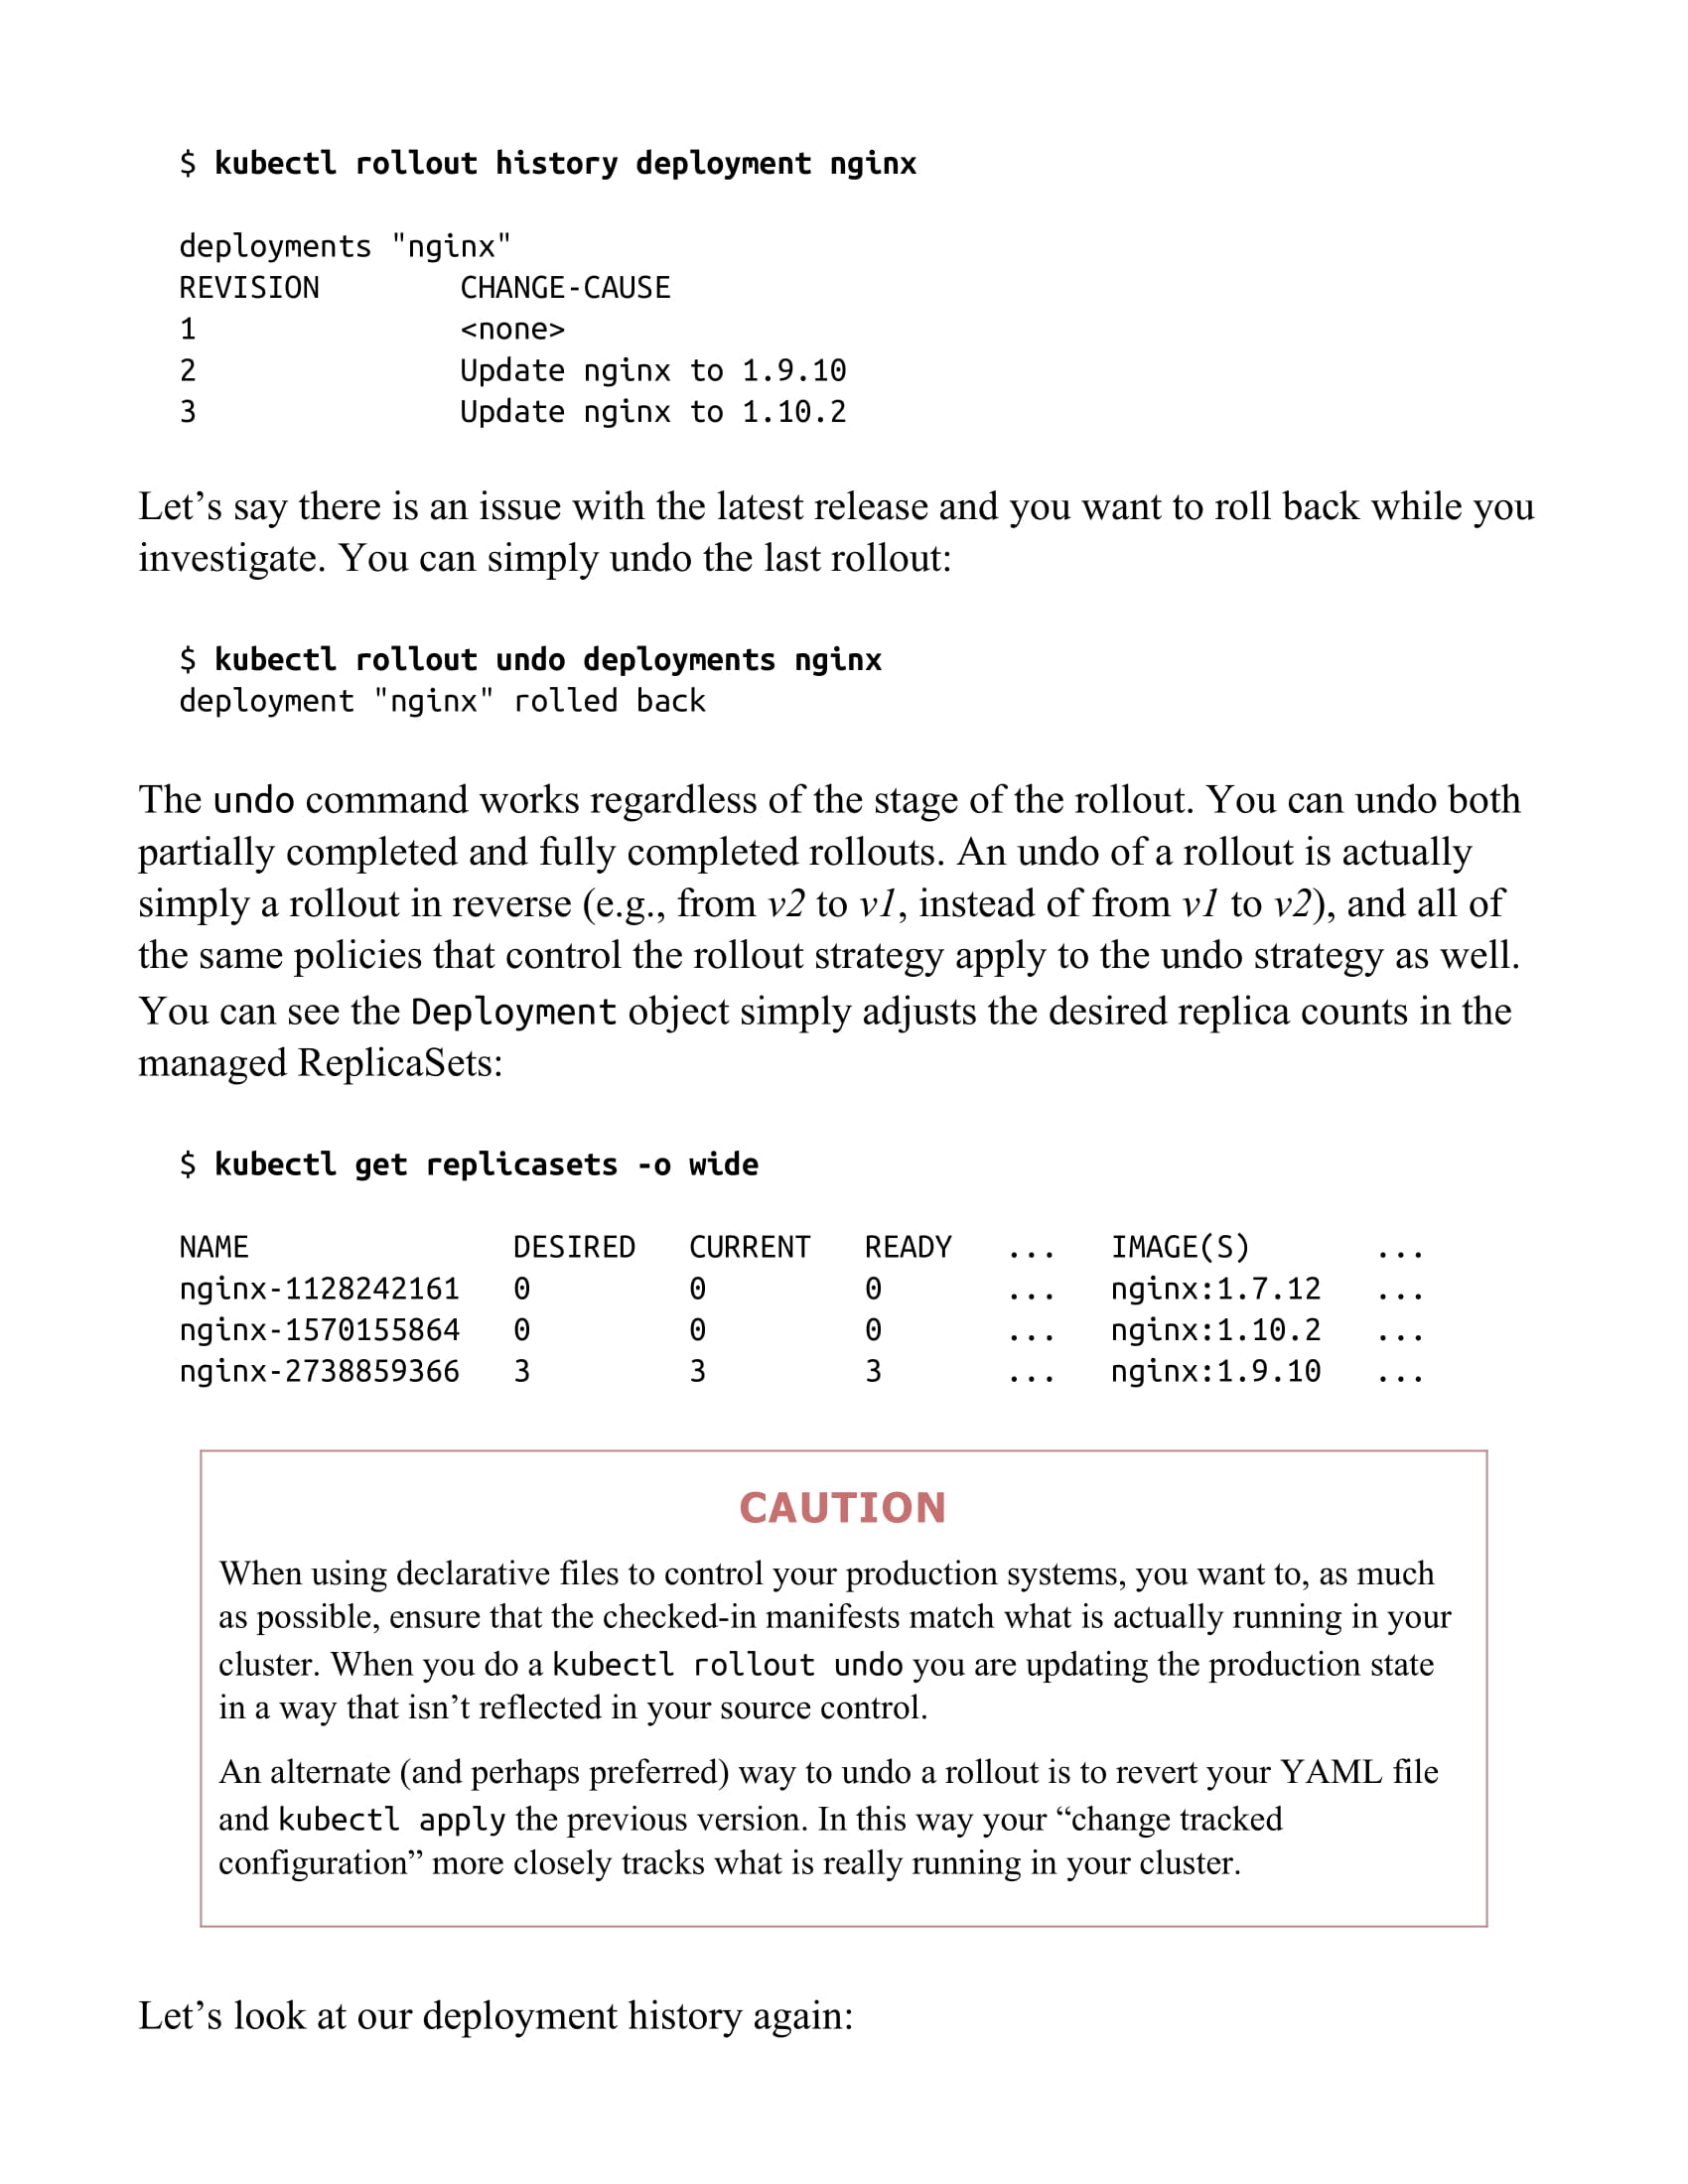 $ kubectl rollout history deployment nginx
deployments "nginx"
REVISION CHANGE-CAUSE
1 <none>
2 Update nginx to 1.9.10
3 Update nginx to 1.10.2
Let’s say there is an issue with the latest release and you want to roll back while you
investigate. You can simply undo the last rollout:
$ kubectl rollout undo deployments nginx
deployment "nginx" rolled back
The undo command works regardless of the stage of the rollout. You can undo both
partially completed and fully completed rollouts. An undo of a rollout is actually
simply a rollout in reverse (e.g., from v2 to v1, instead of from v1 to v2), and all of
the same policies that control the rollout strategy apply to the undo strategy as well.
You can see the Deployment object simply adjusts the desired replica counts in the
managed ReplicaSets:
$ kubectl get replicasets -o wide
NAME DESIRED CURRENT READY ... IMAGE(S) ...
nginx-1128242161 0 0 0 ... nginx:1.7.12 ...
nginx-1570155864 0 0 0 ... nginx:1.10.2 ...
nginx-2738859366 3 3 3 ... nginx:1.9.10 ...
CAUTION
When using declarative files to control your production systems, you want to, as much
as possible, ensure that the checked-in manifests match what is actually running in your
cluster. When you do a kubectl rollout undo you are updating the production state
in a way that isn’t reflected in your source control.
An alternate (and perhaps preferred) way to undo a rollout is to revert your YAML file
and kubectl apply the previous version. In this way your “change tracked
configuration” more closely tracks what is really running in your cluster.
Let’s look at our deployment history again: